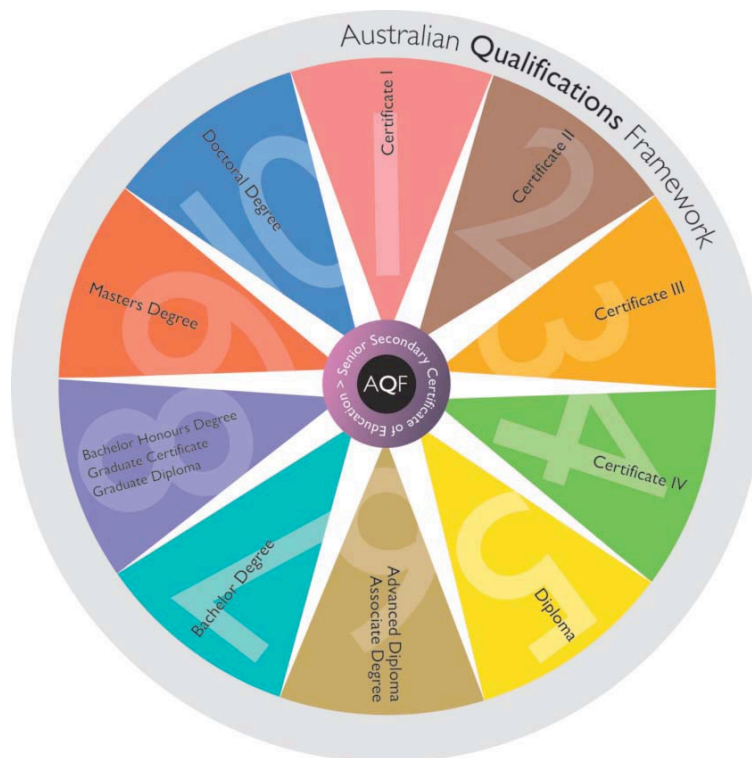 Australian Qualifications Framework
Certificate I
1
Certificate II
2
Certificate III
3
Certificate IV
4
Diploma
5
Advanced Diploma
Associate Degree
6
Bachelor Degree
7
Bachelor Honours Degree
Graduate Certificate
Graduate Diploma
8
Masters Degree
9
Doctoral Degree
10
Senior Secondary Certificate of Education >
AQF